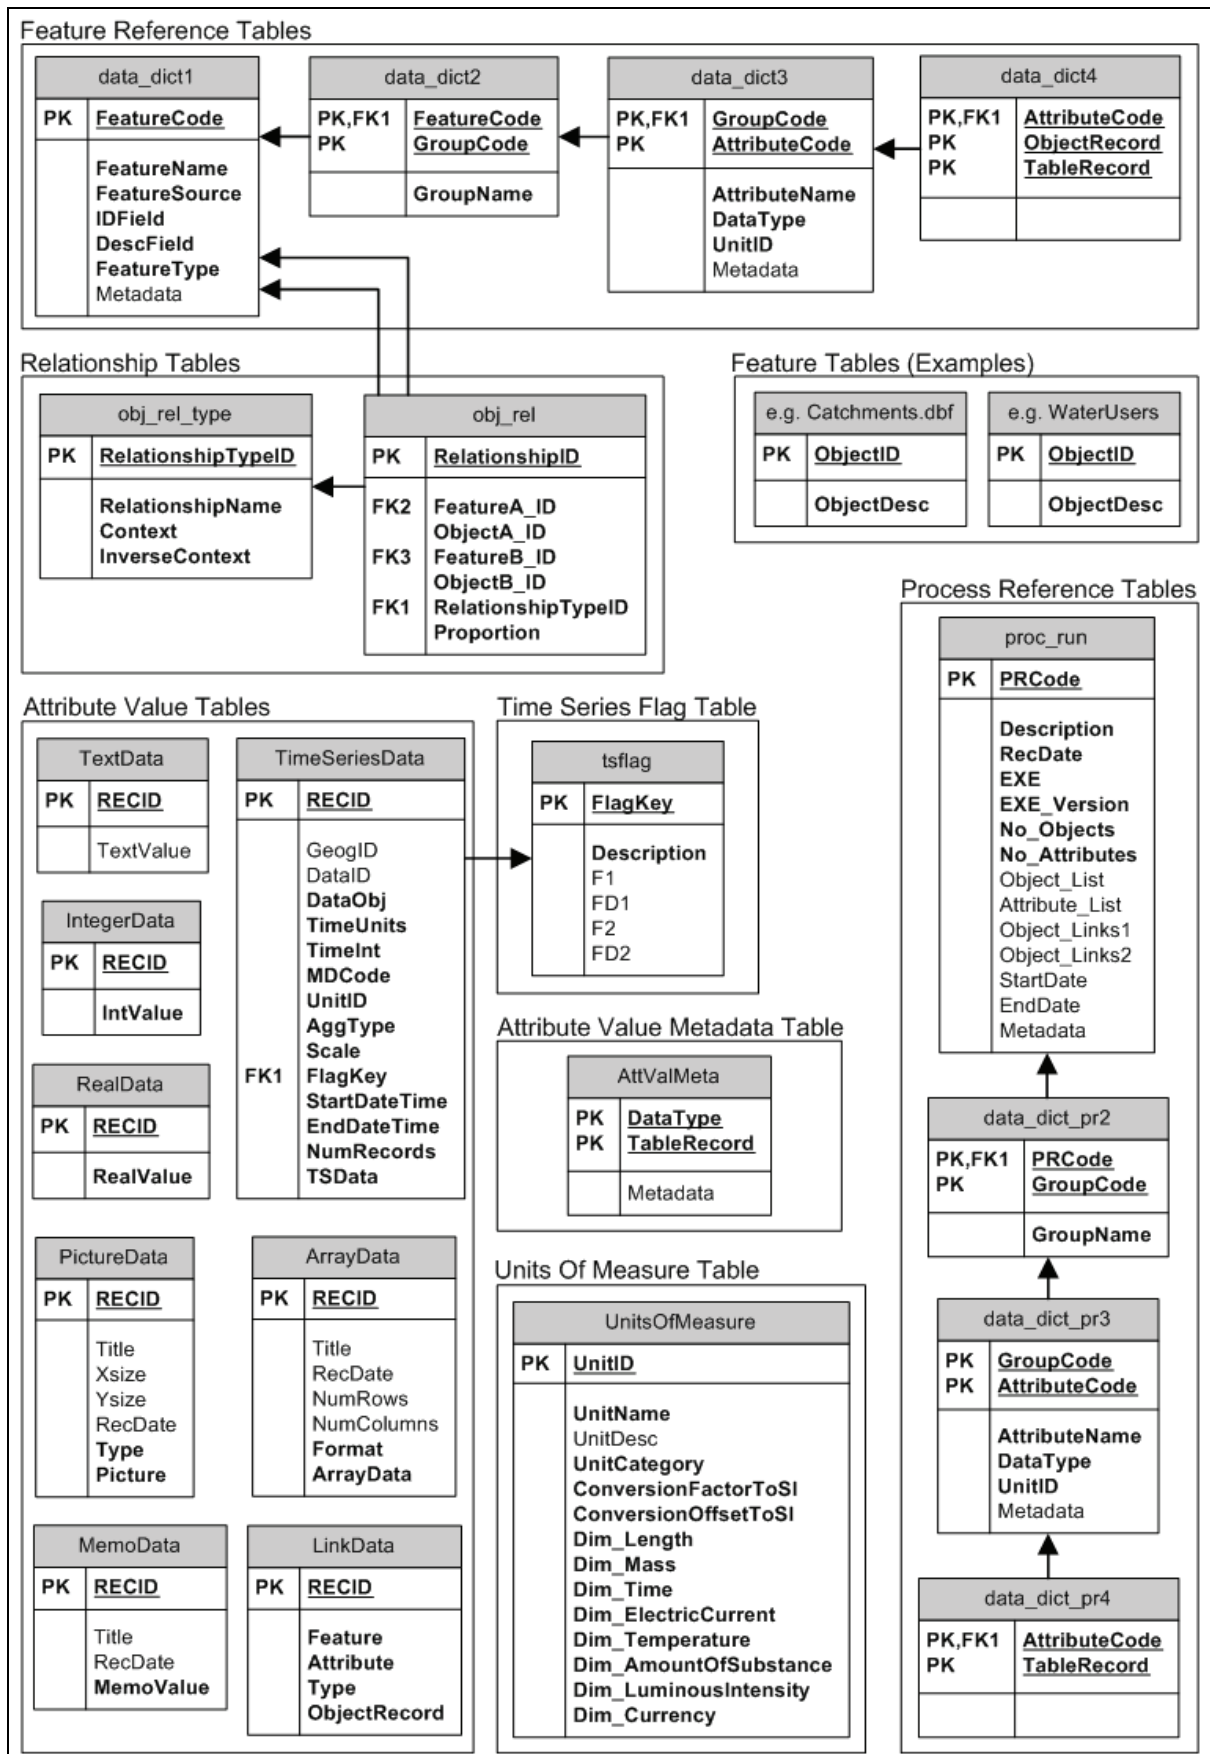 Feature Reference Tables
data_dict1
PK FeatureCode
FeatureName
FeatureSource
IDField
DescField
FeatureType
Metadata
data_dict2
PK,FK1 FeatureCode
PK GroupCode
GroupName
data_dict3
PK,FK1 GroupCode
PK AttributeCode
AttributeName
DataType
UnitID
Metadata
data_dict4
PK,FK1 AttributeCode
PK ObjectRecord
PK TableRecord
Relationship Tables
obj_rel_type
PK RelationshipTypeID
RelationshipName
Context
InverseContext
obj_rel
PK RelationshipID
FK2 FeatureA_ID
ObjectA_ID
FK3 FeatureB_ID
ObjectB_ID
FK1 RelationshipTypeID
Proportion
Feature Tables (Examples)
e.g. Catchments.dbf
PK ObjectID
ObjectDesc
e.g. WaterUsers
PK ObjectID
ObjectDesc
Process Reference Tables
proc_run
PK PRCode
Description
RecDate
EXE
EXE_Version
No_Objects
No_Attributes
Object_List
Attribute_List
Object_Links1
Object_Links2
StartDate
EndDate
Metadata
data_dict_pr2
PK,FK1 PRCode
PK GroupCode
GroupName
data_dict_pr3
PK GroupCode
PK AttributeCode
AttributeName
DataType
UnitID
Metadata
data_dict_pr4
PK,FK1 AttributeCode
PK TableRecord
Attribute Value Tables
TextData
PK RECID
TextValue
IntegerData
PK RECID
IntValue
RealData
PK RECID
RealValue
TimeSeriesData
PK RECID
GeogID
DataID
DataObj
TimeUnits
TimeInt
MDCode
UnitID
AggType
Scale
FK1 FlagKey
StartDateTime
EndDateTime
NumRecords
TSData
PictureData
PK RECID
Title
Xsize
Ysize
RecDate
Type
Picture
ArrayData
PK RECID
Title
RecDate
NumRows
NumColumns
Format
ArrayData
MemoData
PK RECID
Title
RecDate
MemoValue
LinkData
PK RECID
Feature
Attribute
Type
ObjectRecord
Time Series Flag Table
tsflag
PK FlagKey
Description
F1
FD1
F2
FD2
Attribute Value Metadata Table
AttValMeta
PK DataType
PK TableRecord
Metadata
Units Of Measure Table
UnitsOfMeasure
PK UnitID
UnitName
UnitDesc
UnitCategory
ConversionFactorToSI
ConversionOffsetToSI
Dim_Length
Dim_Mass
Dim_Time
Dim_ElectricCurrent
Dim_Temperature
Dim_AmountOfSubstance
Dim_LuminousIntensity
Dim_Currency